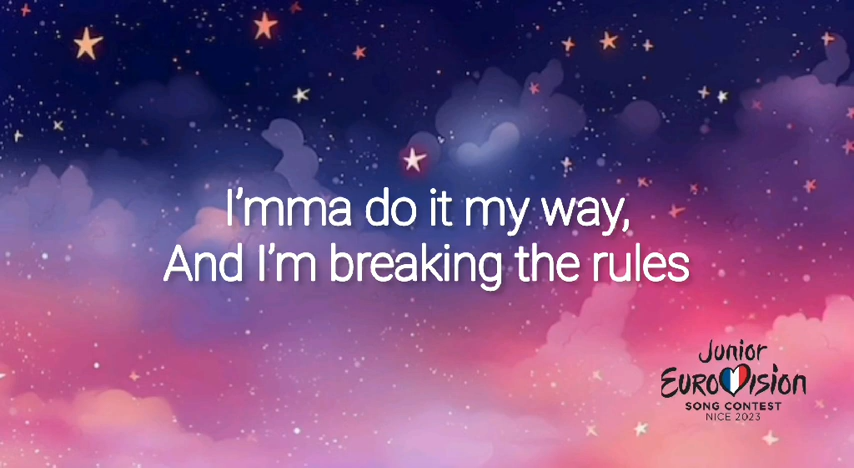 I'mma do it my way,
And I'm breaking the rules
Junior
EUROVISION
SONG CONTEST
NICE 2023